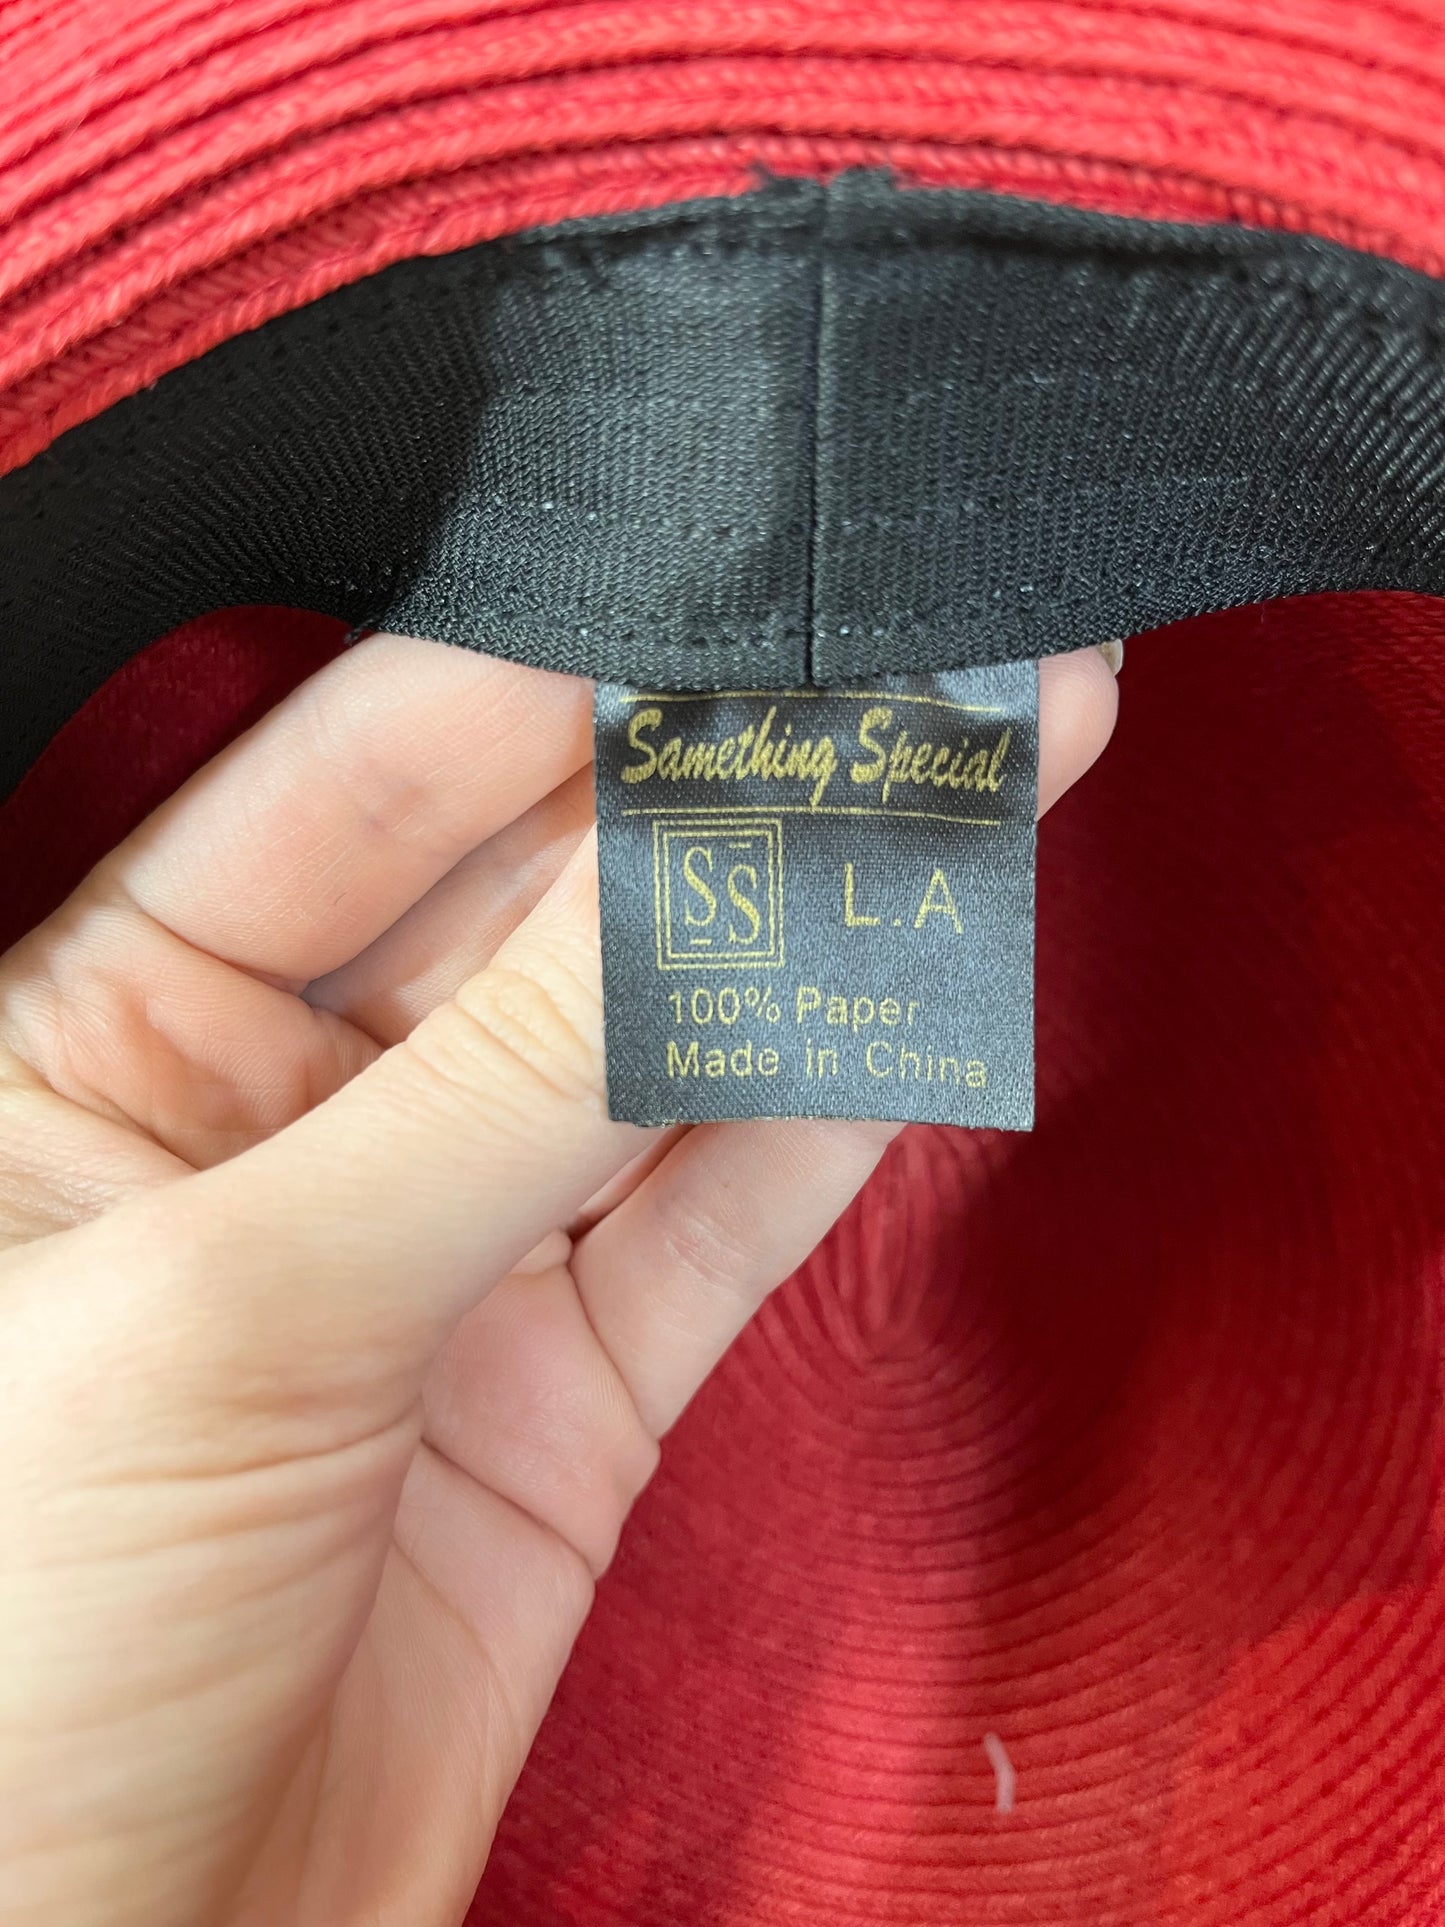 Samething Special
SS L.A
100% Paper
Made in China